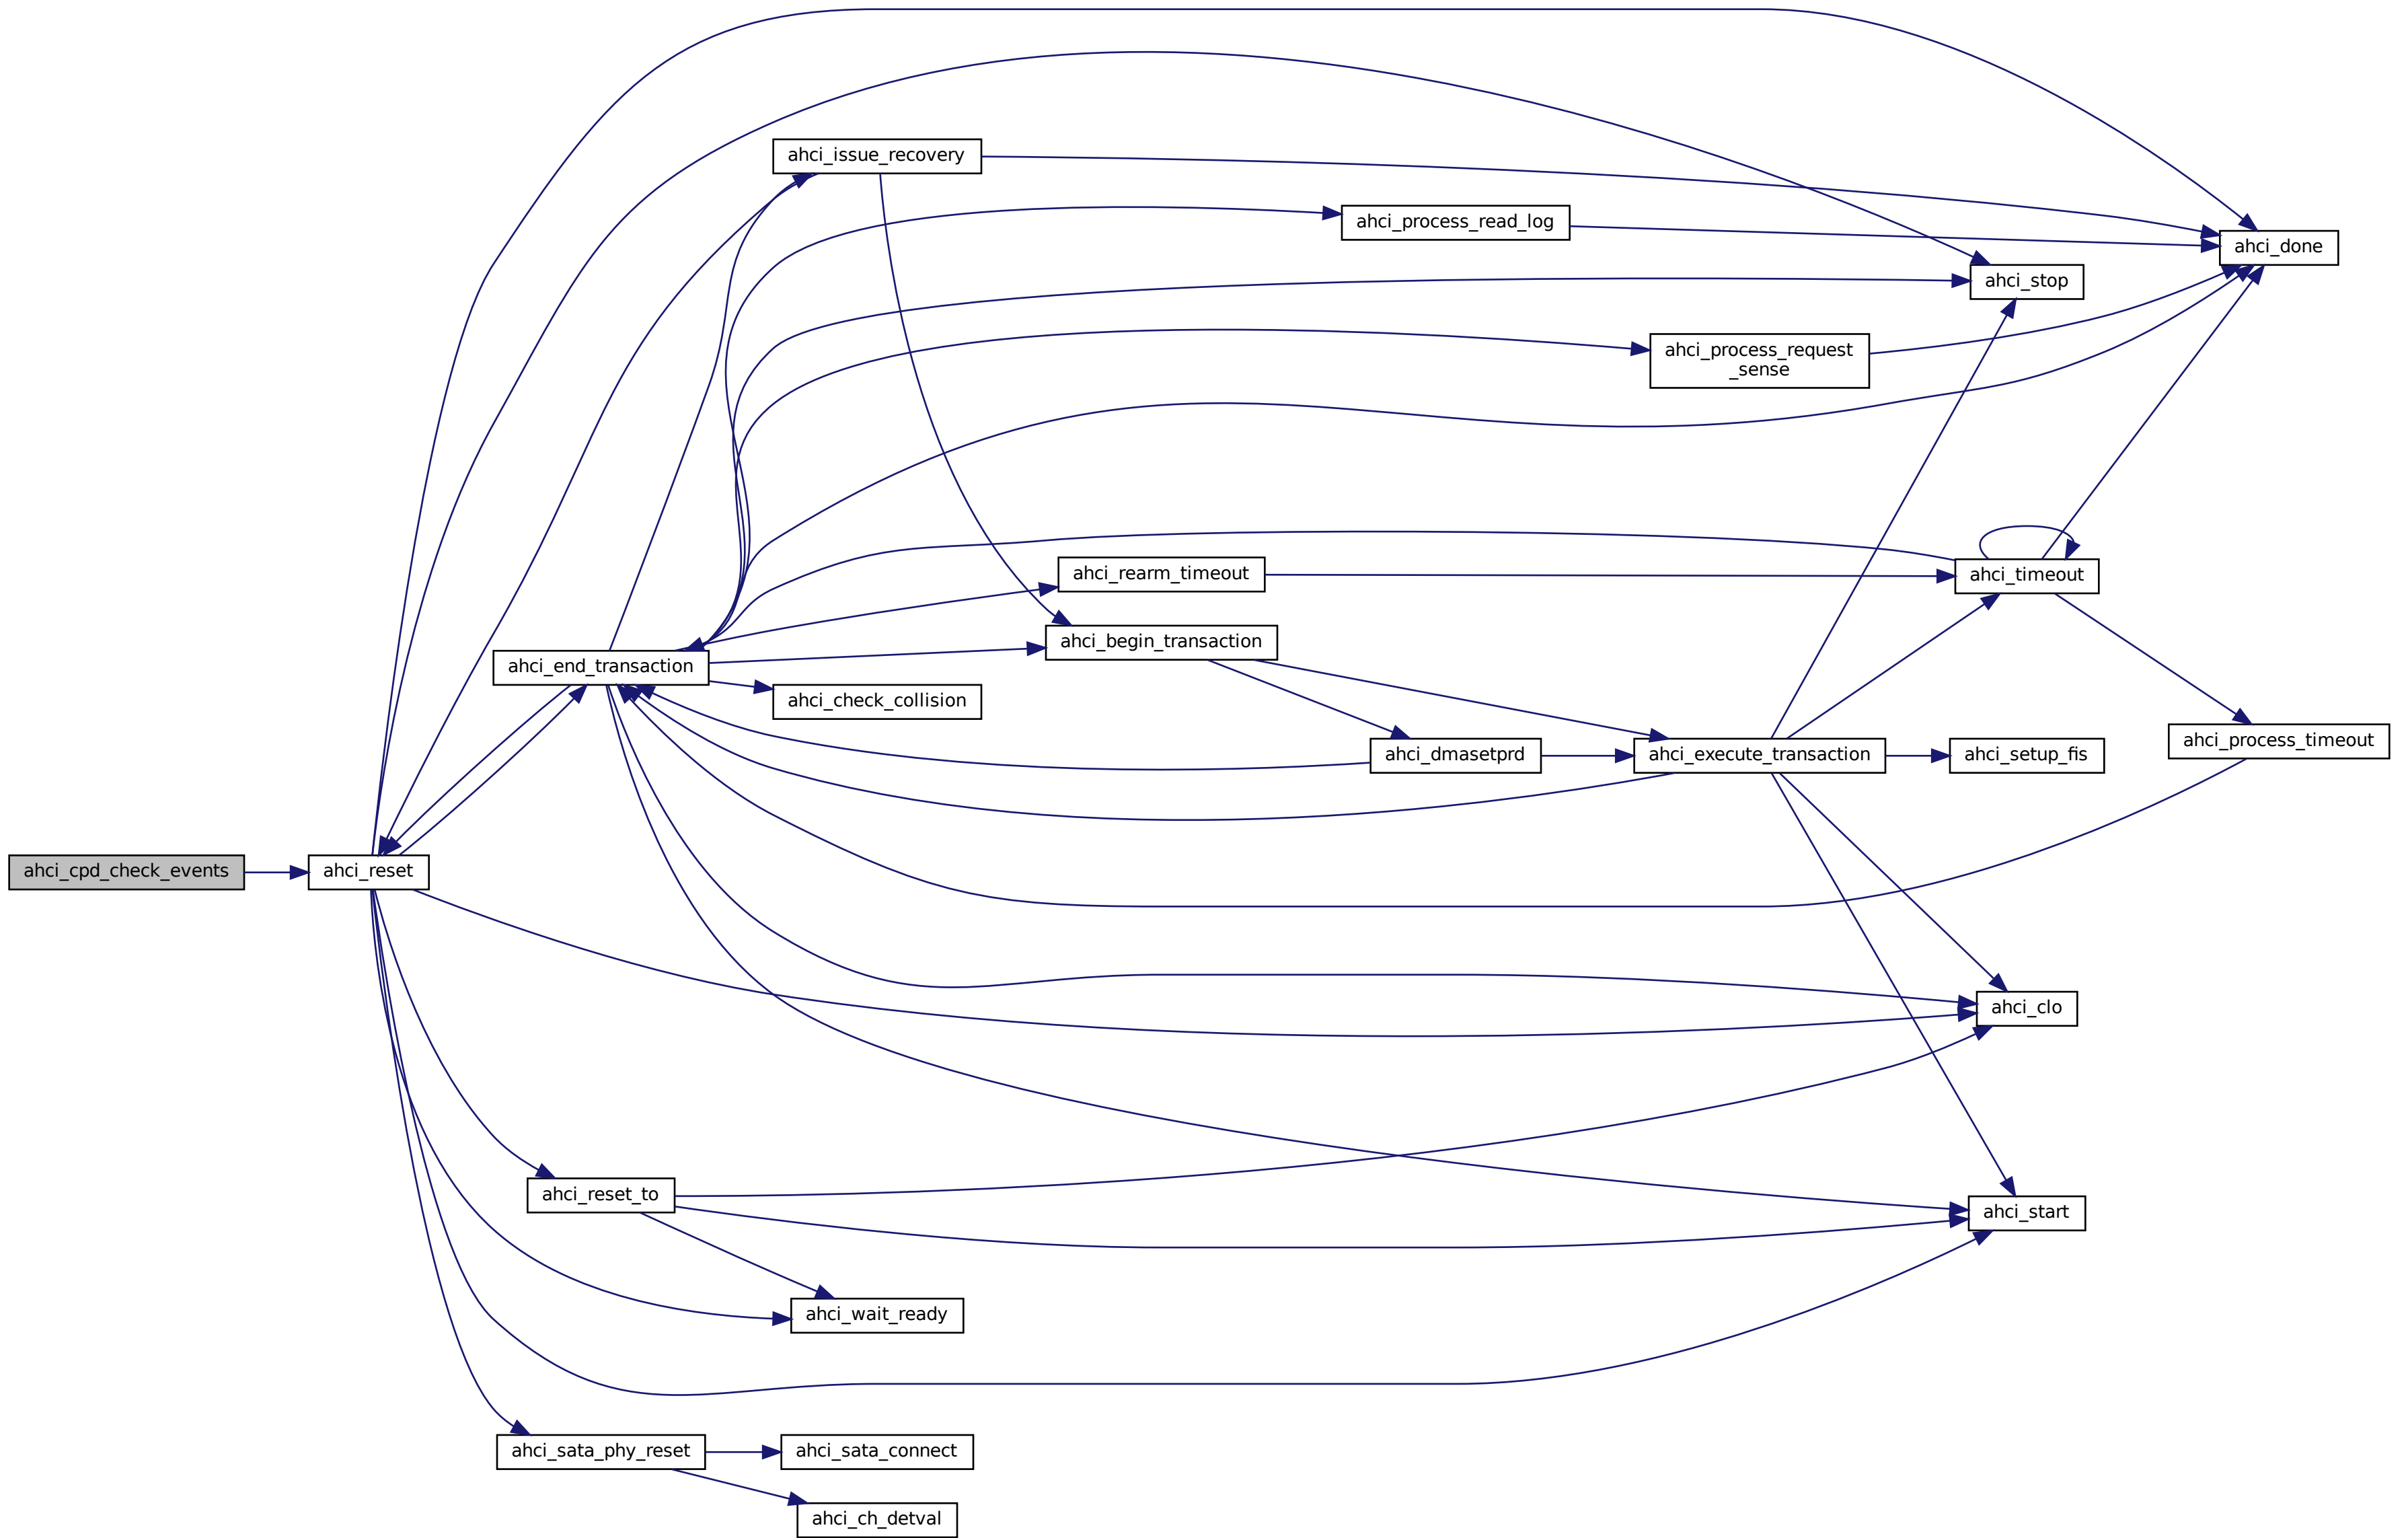 ahci_issue_recovery
ahci_process_read_log
ahci_done
ahci_stop
ahci_process_request
_sense
ahci_rearm_timeout
ahci_timeout
ahci_begin_transaction
ahci_end_transaction
ahci_check_collision
ahci_process_timeout
ahci_dmasetprd
ahci_execute_transaction
ahci_setup_fis
ahci_cpd_check_events
ahci_reset
ahci_clo
ahci_reset_to
ahci_start
ahci_wait_ready
ahci_sata_phy_reset
ahci_sata_connect
ahci_ch_detval